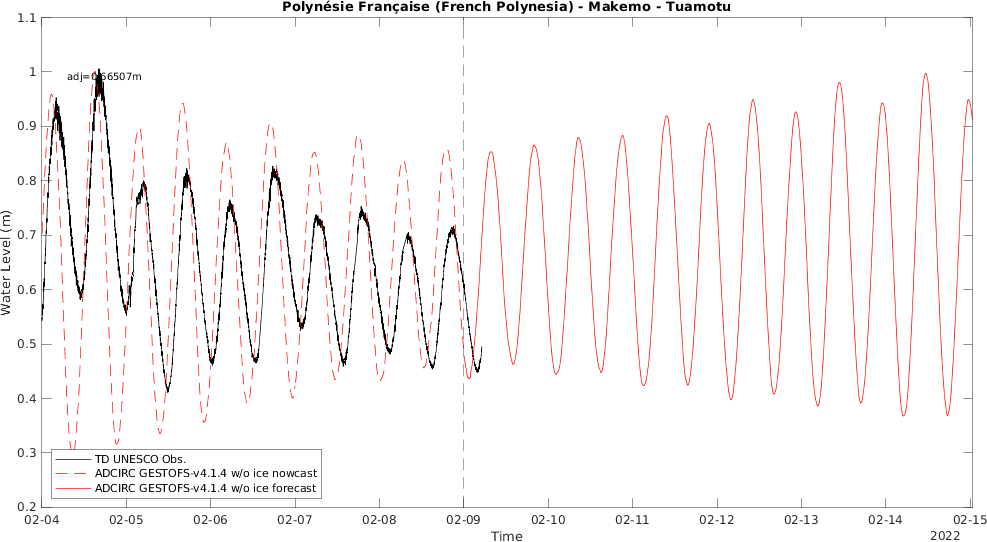 Polynésie Française (French Polynesia) - Makemo - Tuamotu
1.1
1
0.9
0.8
0.7
0.6
0.5
0.4
0.3
0.2
Water Level (m)
adj=0.66507m
TD UNESCO Obs.
ADCIRC GESTOFS-v4.1.4 w/o ice nowcast
ADCIRC GESTOFS-v4.1.4 w/o ice forecast
02-04 02-05 02-06 02-07 02-08 02-09 02-10 02-11 02-12 02-13 02-14 02-15
Time
2022